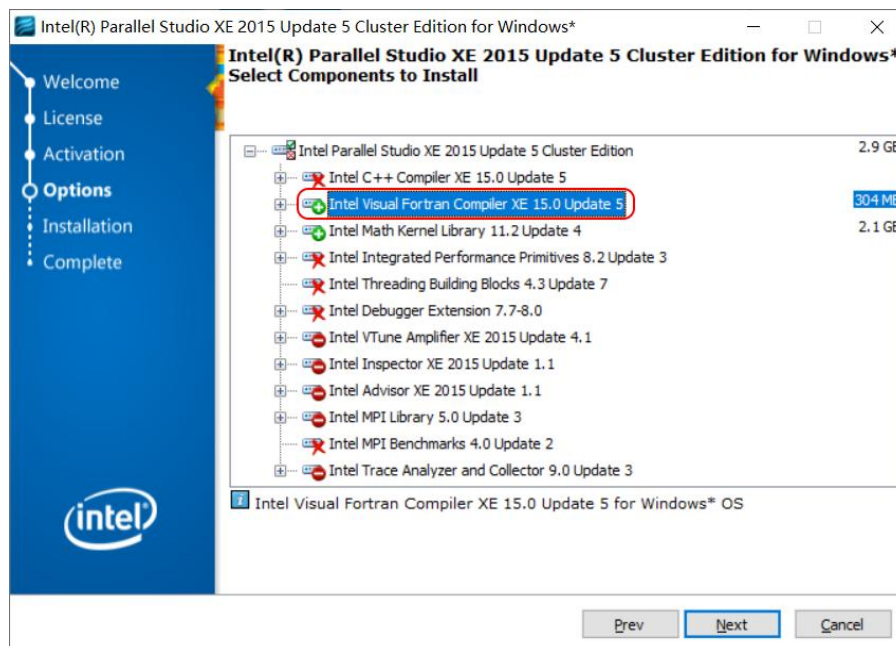 Intel(R) Parallel Studio XE 2015 Update 5 Cluster Edition for Windows*
Welcome
License
Activation
Options
Installation
Complete
intel
Intel(R) Parallel Studio XE 2015 Update 5 Cluster Edition for Windows*
Select Components to Install
Intel Parallel Studio XE 2015 Update 5 Cluster Edition 2.9 GB
Intel C++ Compiler XE 15.0 Update 5
Intel Visual Fortran Compiler XE 15.0 Update 5 304 MB
Intel Math Kernel Library 11.2 Update 4 2.1 GB
Intel Integrated Performance Primitives 8.2 Update 3
Intel Threading Building Blocks 4.3 Update 7
Intel Debugger Extension 7.7-8.0
Intel VTune Amplifier XE 2015 Update 4.1
Intel Inspector XE 2015 Update 1.1
Intel Advisor XE 2015 Update 1.1
Intel MPI Library 5.0 Update 3
Intel MPI Benchmarks 4.0 Update 2
Intel Trace Analyzer and Collector 9.0 Update 3
Intel Visual Fortran Compiler XE 15.0 Update 5 for Windows* OS
Prev Next Cancel